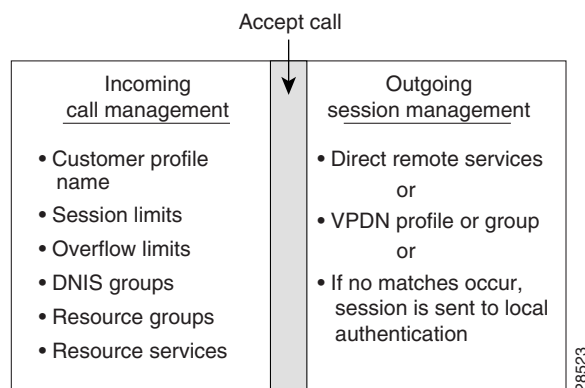 Accept call
Incoming
call management
• Customer profile
name
• Session limits
• Overflow limits
• DNIS groups
• Resource groups
• Resource services
Outgoing
session management
• Direct remote services
or
• VPDN profile or group
or
• If no matches occur,
session is sent to local
authentication
28523